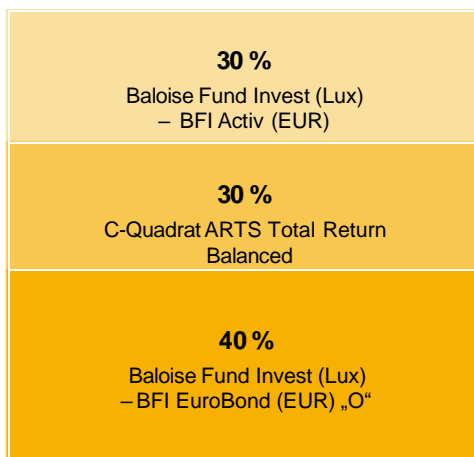 30 %
Baloise Fund Invest (Lux)
– BFI Activ (EUR)
30 %
C-Quadrat ARTS Total Return
Balanced
40 %
Baloise Fund Invest (Lux)
– BFI EuroBond (EUR) „O“